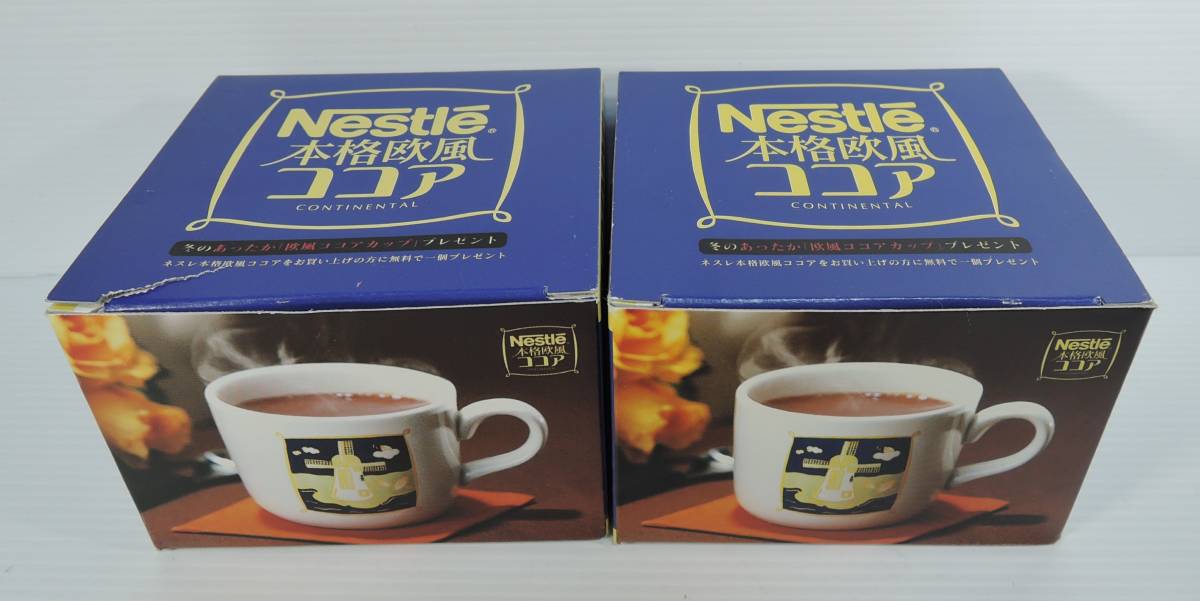 Nestlé®
本格欧風
ココア
CONTINENTAL
冬のあったか「欧風ココアカップ」プレゼント
ネスレ本格欧風ココアをお買い上げの方に無料で一個プレゼント
Nestlé
本格欧風
ココア
Nestlé®
本格欧風
ココア
CONTINENTAL
冬のあったか「欧風ココアカップ」プレゼント
ネスレ本格欧風ココアをお買い上げの方に無料で一個プレゼント
Nestlé
本格欧風
ココア